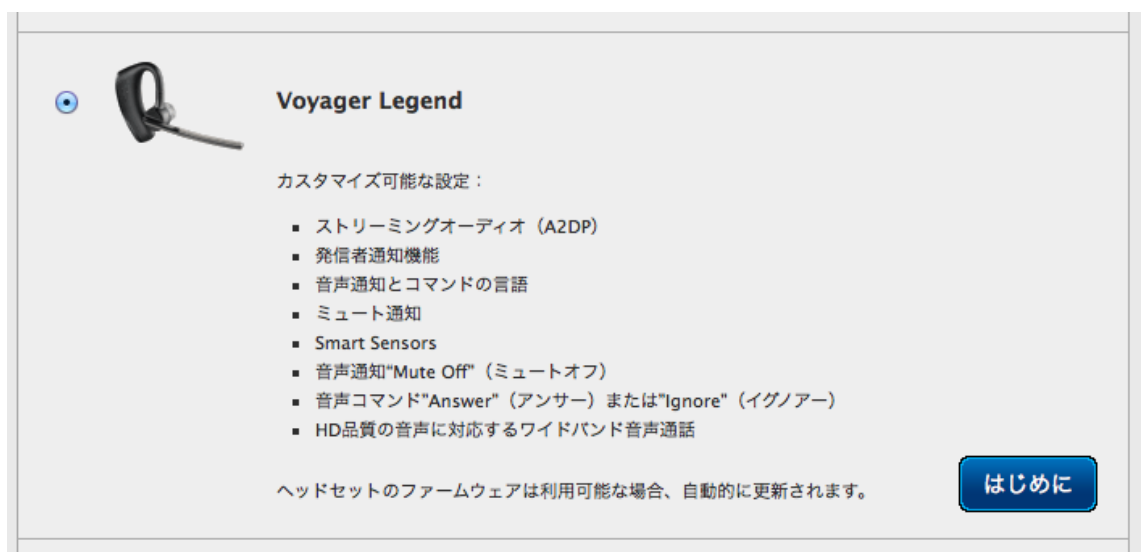 Voyager Legend
カスタマイズ可能な設定：
▪ ストリーミングオーディオ（A2DP）
▪ 発信者通知機能
▪ 音声通知とコマンドの言語
▪ ミュート通知
▪ Smart Sensors
▪ 音声通知“Mute Off”（ミュートオフ）
▪ 音声コマンド"Answer"（アンサー）または"Ignore"（イグノアー）
▪ HD品質の音声に対応するワイドバンド音声通話
ヘッドセットのファームウェアは利用可能な場合、自動的に更新されます。
はじめに